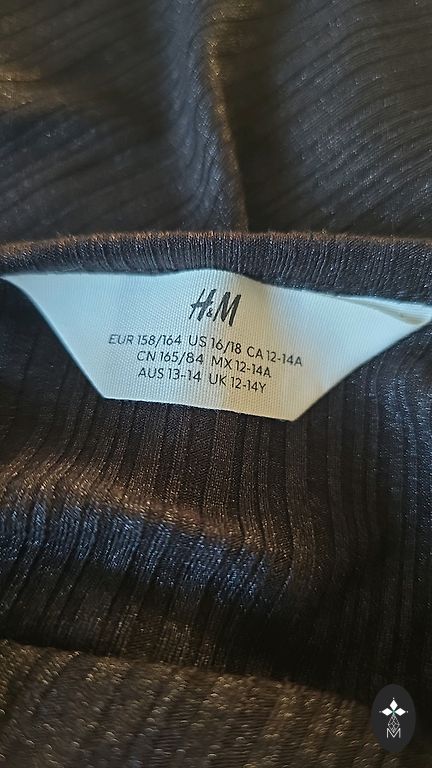 H&M
EUR 158/164 US 16/18 CA 12-14A
CN 165/84 MX 12-14A
AUS 13-14 UK 12-14Y
M